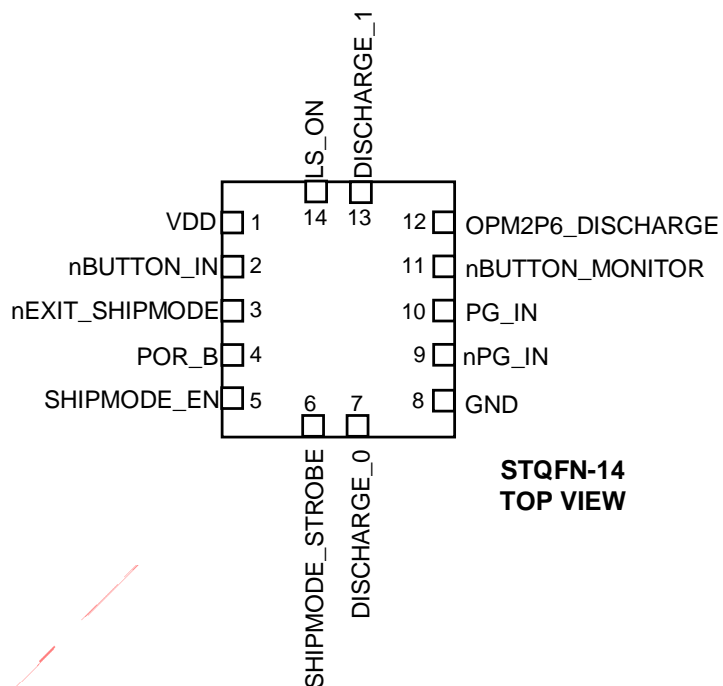 LS_ON
DISCHARGE_1
14
13
VDD 1
nBUTTON_IN 2
nEXIT_SHIPMODE 3
POR_B 4
SHIPMODE_EN 5
12 OPM2P6_DISCHARGE
11 nBUTTON_MONITOR
10 PG_IN
9 nPG_IN
8 GND
6
7
SHIPMODE_STROBE
DISCHARGE_0
STQFN-14
TOP VIEW